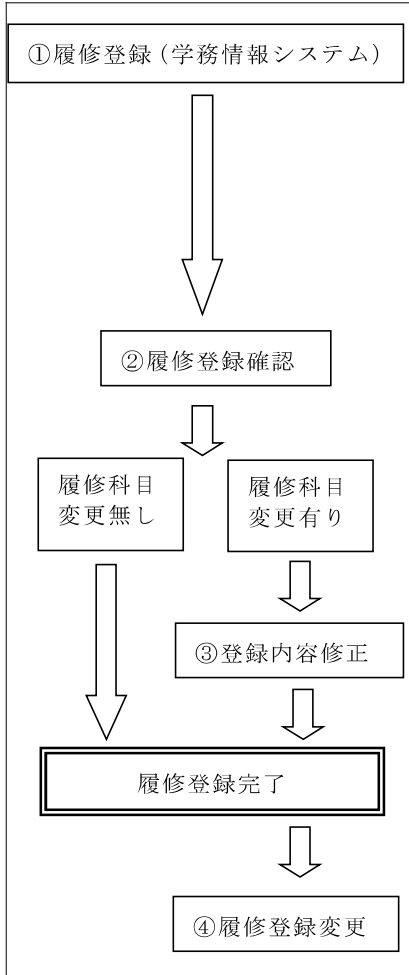 ①履修登録（学務情報システム）
②履修登録確認
履修科目
変更無し
履修科目
変更有り
③登録内容修正
履修登録完了
④履修登録変更